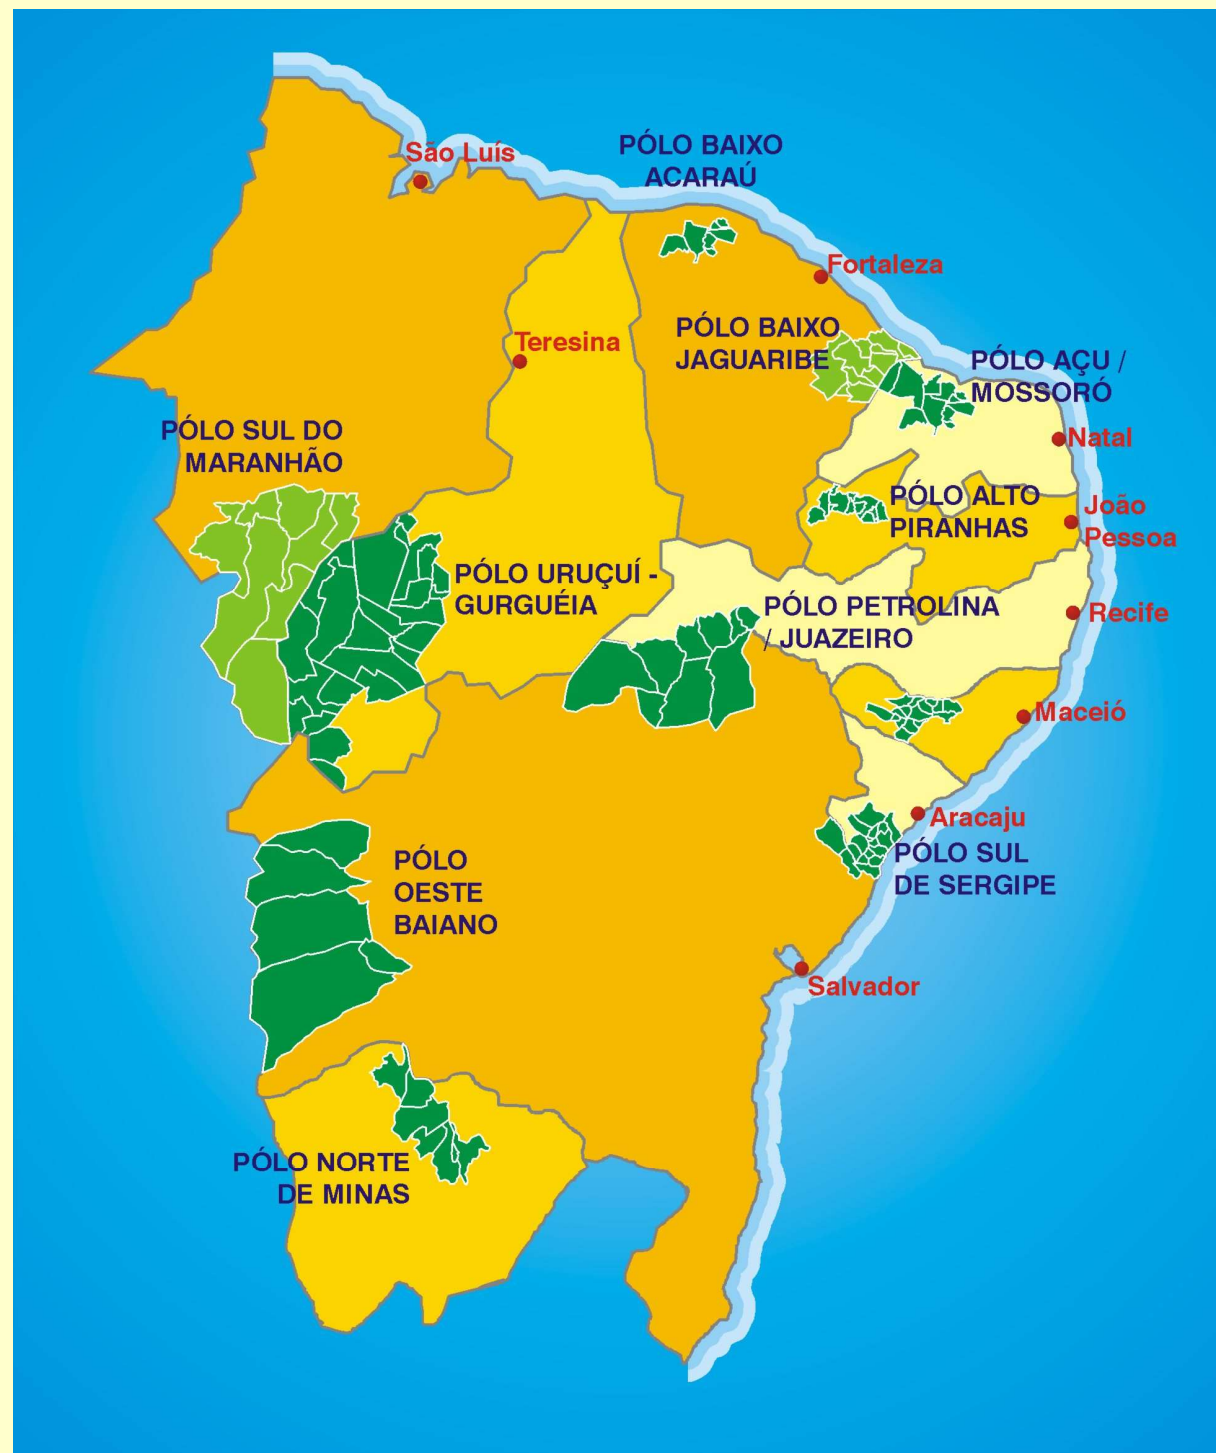 PÓLO BAIXO
ACARAÚ
São Luís
Fortaleza
PÓLO BAIXO
JAGUARIBE
Teresina
PÓLO AÇU /
MOSSORÓ
Natal
PÓLO SUL DO
MARANHÃO
PÓLO ALTO
PIRANHAS
João
Pessoa
PÓLO URUÇUÍ -
GURGUÉIA
PÓLO PETROLINA
/ JUAZEIRO
Recife
Maceió
Aracaju
PÓLO SUL
DE SERGIPE
PÓLO
OESTE
BAIANO
Salvador
PÓLO NORTE
DE MINAS